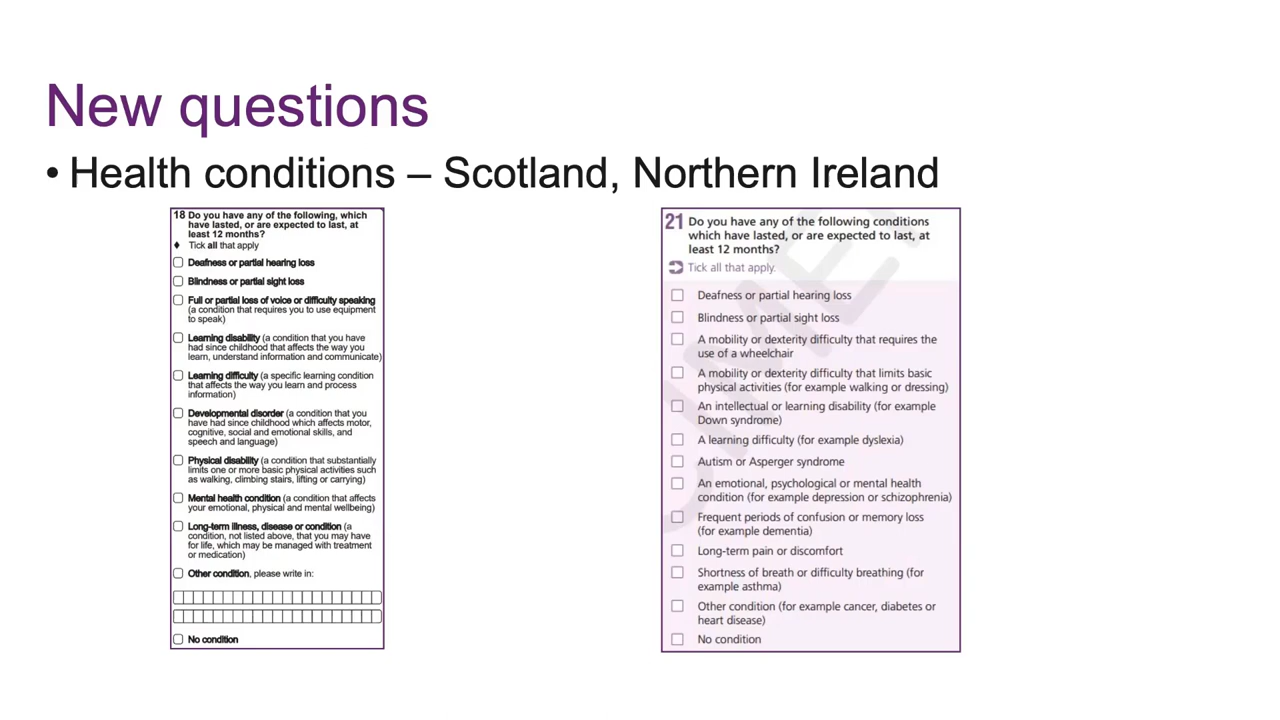 New questions
• Health conditions – Scotland, Northern Ireland
18 Do you have any of the following, which
have lasted, or are expected to last, at
least 12 months?
♦ Tick all that apply
Deafness or partial hearing loss
Blindness or partial sight loss
Full or partial loss of voice or difficulty speaking
(a condition that requires you to use equipment
to speak)
Learning disability (a condition that you have
had since childhood that affects the way you
learn, understand information and communicate)
Learning difficulty (a specific learning condition
that affects the way you learn and process
information)
Developmental disorder (a condition that you
have had since childhood which affects motor,
cognitive, social and emotional skills, and
speech and language)
Physical disability (a condition that substantially
limits one or more basic physical activities such
as walking, climbing stairs, lifting or carrying)
Mental health condition (a condition that affects
your emotional, physical and mental wellbeing)
Long-term illness, disease or condition (a
condition, not listed above, that you may have
for life, which may be managed with treatment
or medication)
Other condition, please write in:
No condition
21 Do you have any of the following conditions
which have lasted, or are expected to last, at
least 12 months?
Tick all that apply.
Deafness or partial hearing loss
Blindness or partial sight loss
A mobility or dexterity difficulty that requires the
use of a wheelchair
A mobility or dexterity difficulty that limits basic
physical activities (for example walking or dressing)
An intellectual or learning disability (for example
Down syndrome)
A learning difficulty (for example dyslexia)
Autism or Asperger syndrome
An emotional, psychological or mental health
condition (for example depression or schizophrenia)
Frequent periods of confusion or memory loss
(for example dementia)
Long-term pain or discomfort
Shortness of breath or difficulty breathing (for
example asthma)
Other condition (for example cancer, diabetes or
heart disease)
No condition